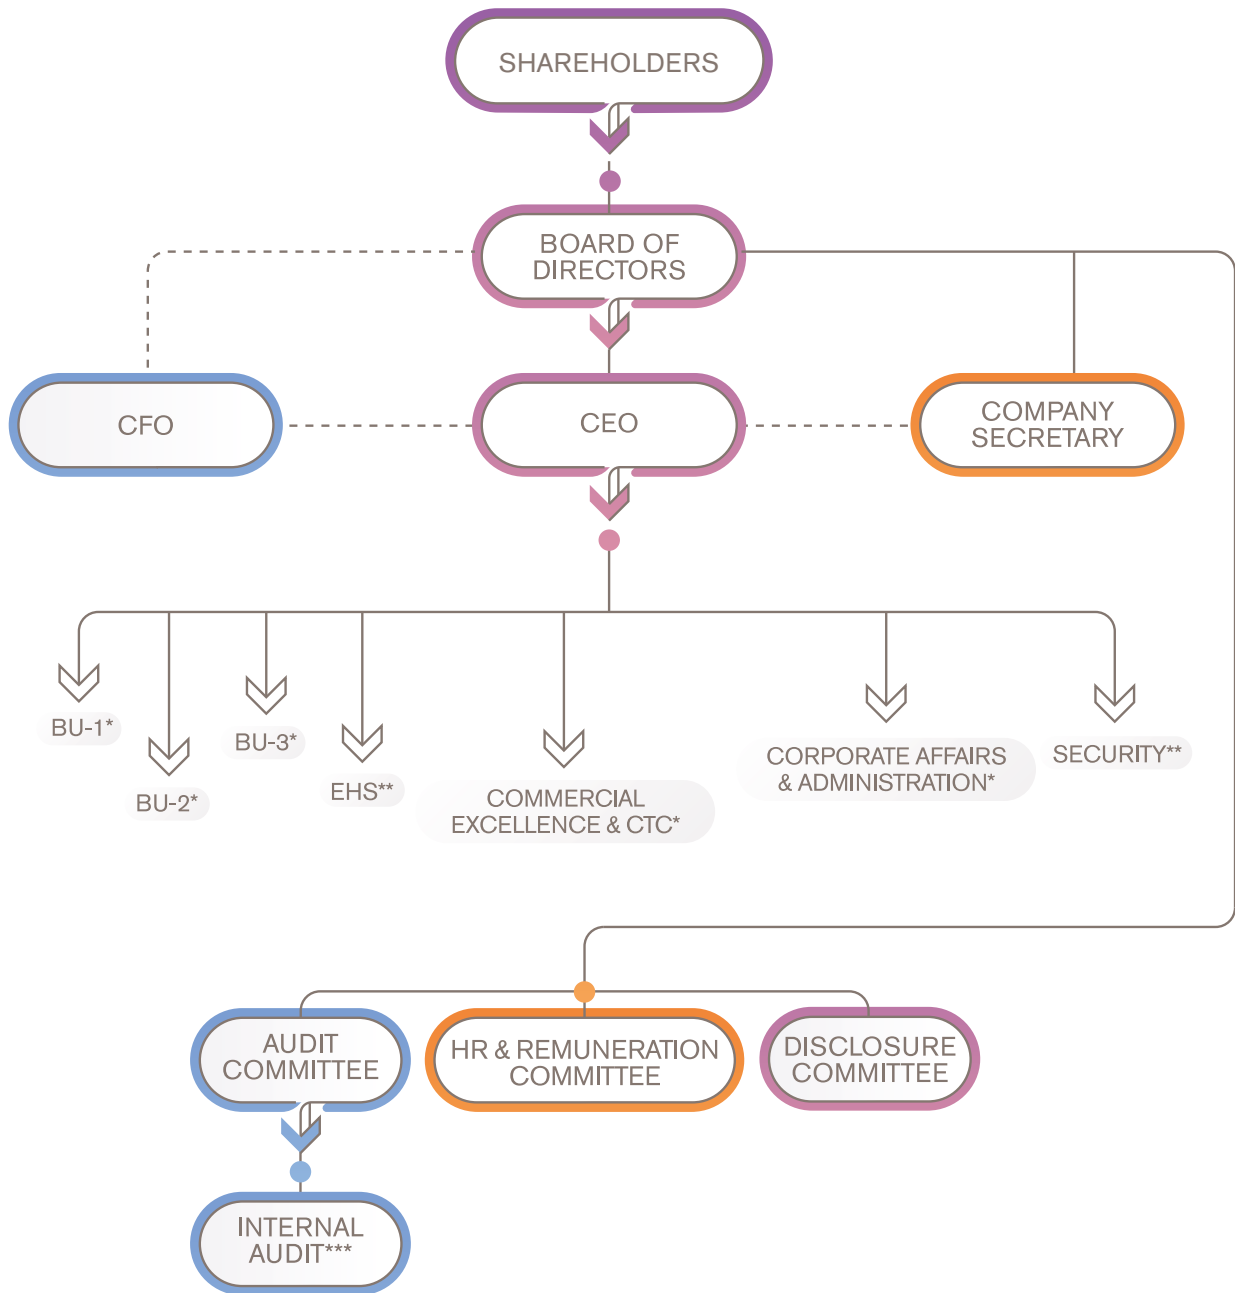 SHAREHOLDERS
BOARD OF
DIRECTORS
CFO
CEO
COMPANY
SECRETARY
BU-1*
BU-2*
BU-3*
EHS**
COMMERCIAL
EXCELLENCE & CTC*
CORPORATE AFFAIRS
& ADMINISTRATION*
SECURITY**
AUDIT
COMMITTEE
HR & REMUNERATION
COMMITTEE
DISCLOSURE
COMMITTEE
INTERNAL
AUDIT***